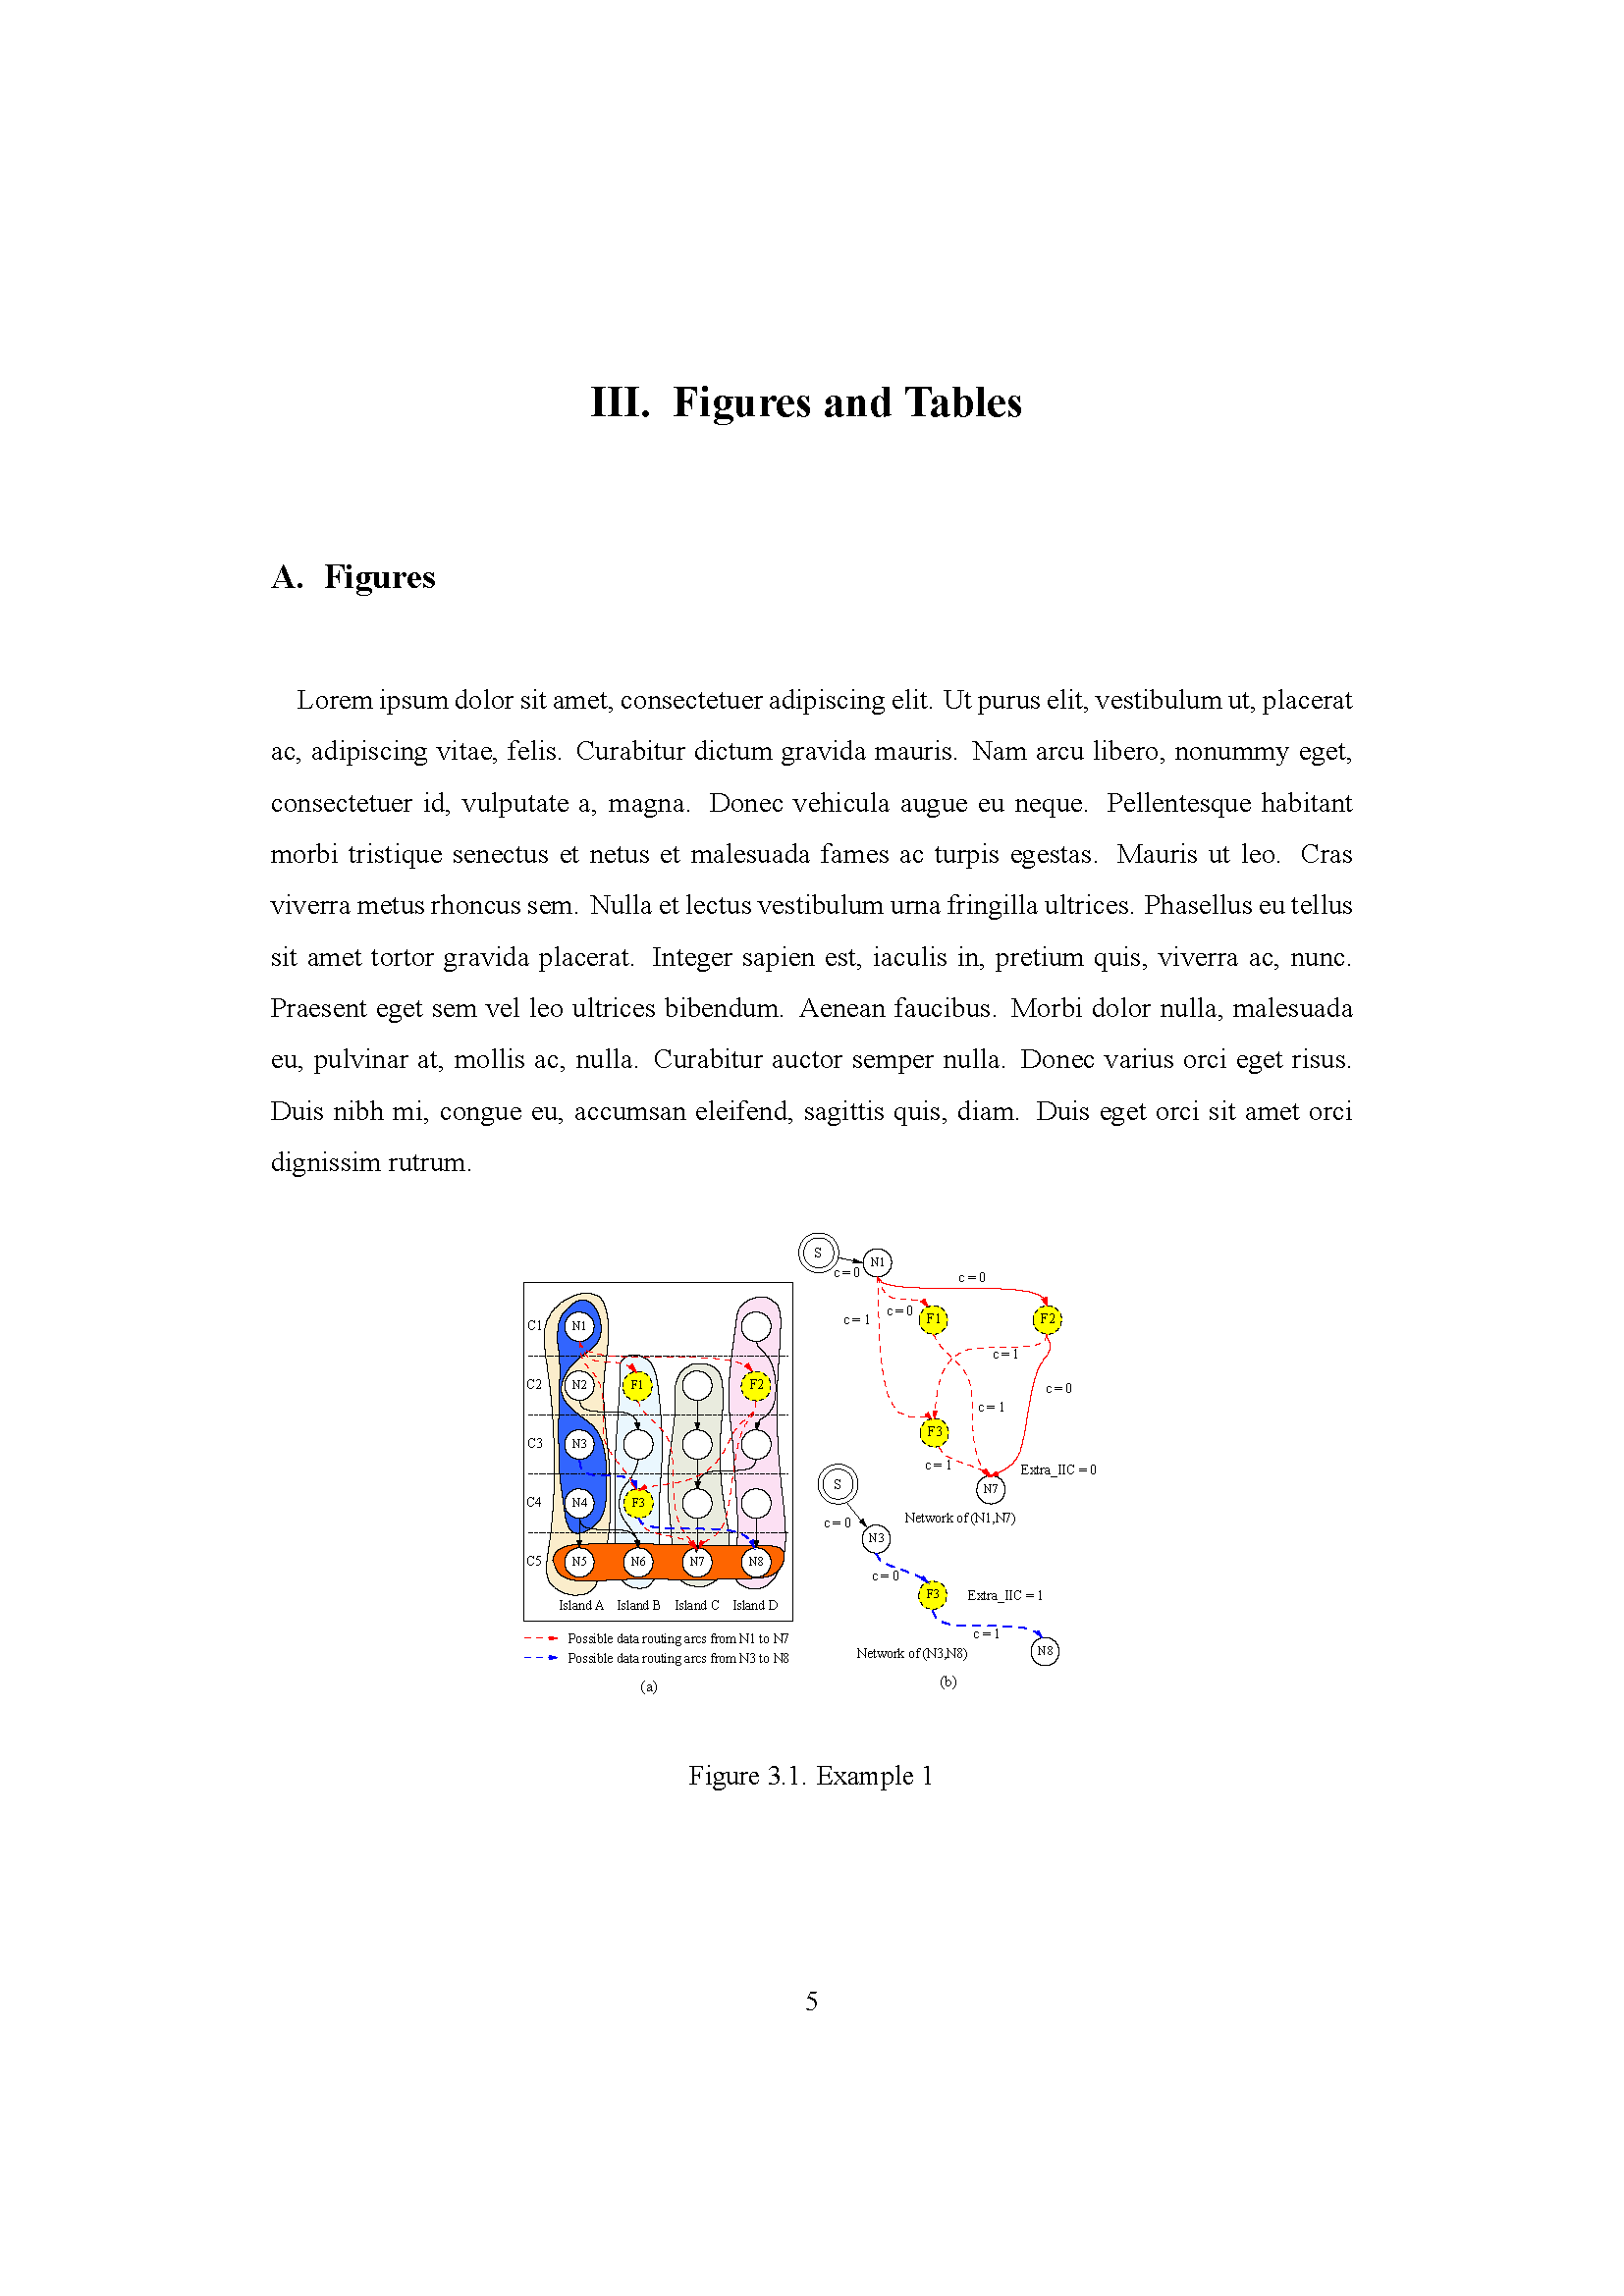 III. Figures and Tables
A. Figures
Lorem ipsum dolor sit amet, consectetuer adipiscing elit. Ut purus elit, vestibulum ut, placerat
ac, adipiscing vitae, felis. Curabitur dictum gravida mauris. Nam arcu libero, nonummy eget,
consectetuer id, vulputate a, magna. Donec vehicula augue eu neque. Pellentesque habitant
morbi tristique senectus et netus et malesuada fames ac turpis egestas. Mauris ut leo. Cras
viverra metus rhoncus sem. Nulla et lectus vestibulum urna fringilla ultrices. Phasellus eu tellus
sit amet tortor gravida placerat. Integer sapien est, iaculis in, pretium quis, viverra ac, nunc.
Praesent eget sem vel leo ultrices bibendum. Aenean faucibus. Morbi dolor nulla, malesuada
eu, pulvinar at, mollis ac, nulla. Curabitur auctor semper nulla. Donec varius orci eget risus.
Duis nibh mi, congue eu, accumsan eleifend, sagittis quis, diam. Duis eget orci sit amet orci
dignissim rutrum.
C1 N1
C2 N2 F1 F2
C3 N3
C4 N4 F3
C5 N5 N6 N7 N8
Island A Island B Island C Island D
Possible data routing arcs from N1 to N7
Possible data routing arcs from N3 to N8
(a)
S N1
c=0 c=0
c=1 c=0 F1 F2
c=1
c=0
c=1
F3
c=1 Extra_IIC=0
N7
Network of (N1,N7)
S
c=0 N3
c=0
F3 Extra_IIC=1
c=1
Network of (N3,N8) N8
(b)
Figure 3.1. Example 1
5